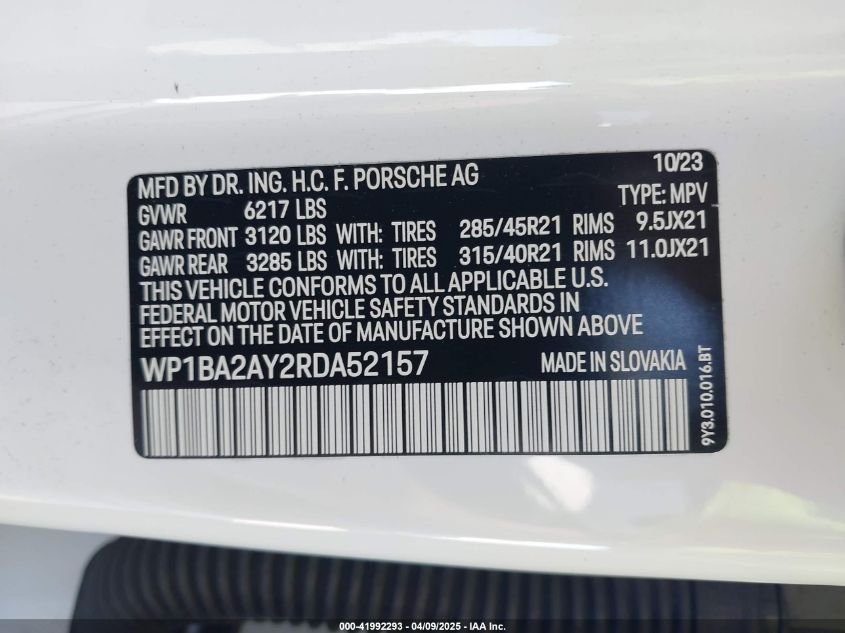 10/23
MFD BY DR. ING. H.C. F. PORSCHE AG
TYPE: MPV
GVWR 6217 LBS
GAWR FRONT 3120 LBS WITH: TIRES 285/45R21 RIMS 9.5JX21
GAWR REAR 3285 LBS WITH: TIRES 315/40R21 RIMS 11.0JX21
THIS VEHICLE CONFORMS TO ALL APPLICABLE U.S.
FEDERAL MOTOR VEHICLE SAFETY STANDARDS IN
EFFECT ON THE DATE OF MANUFACTURE SHOWN ABOVE.
WP1BA2AY2RDA52157 MADE IN SLOVAKIA
9Y3.010.016.BT
000-41992293 - 04/09/2025 - IAA Inc.